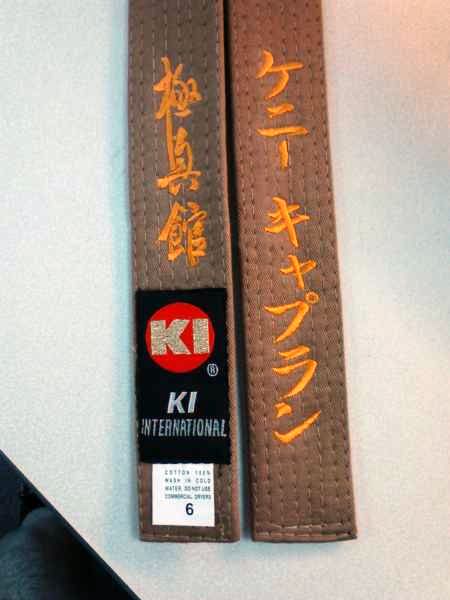 極真館
ケニー キャプラン
KI
®
KI
INTERNATIONAL
COTTON 100%
WASH IN COLD
WATER, DO NOT USE
COMMERCIAL DRYERS
6